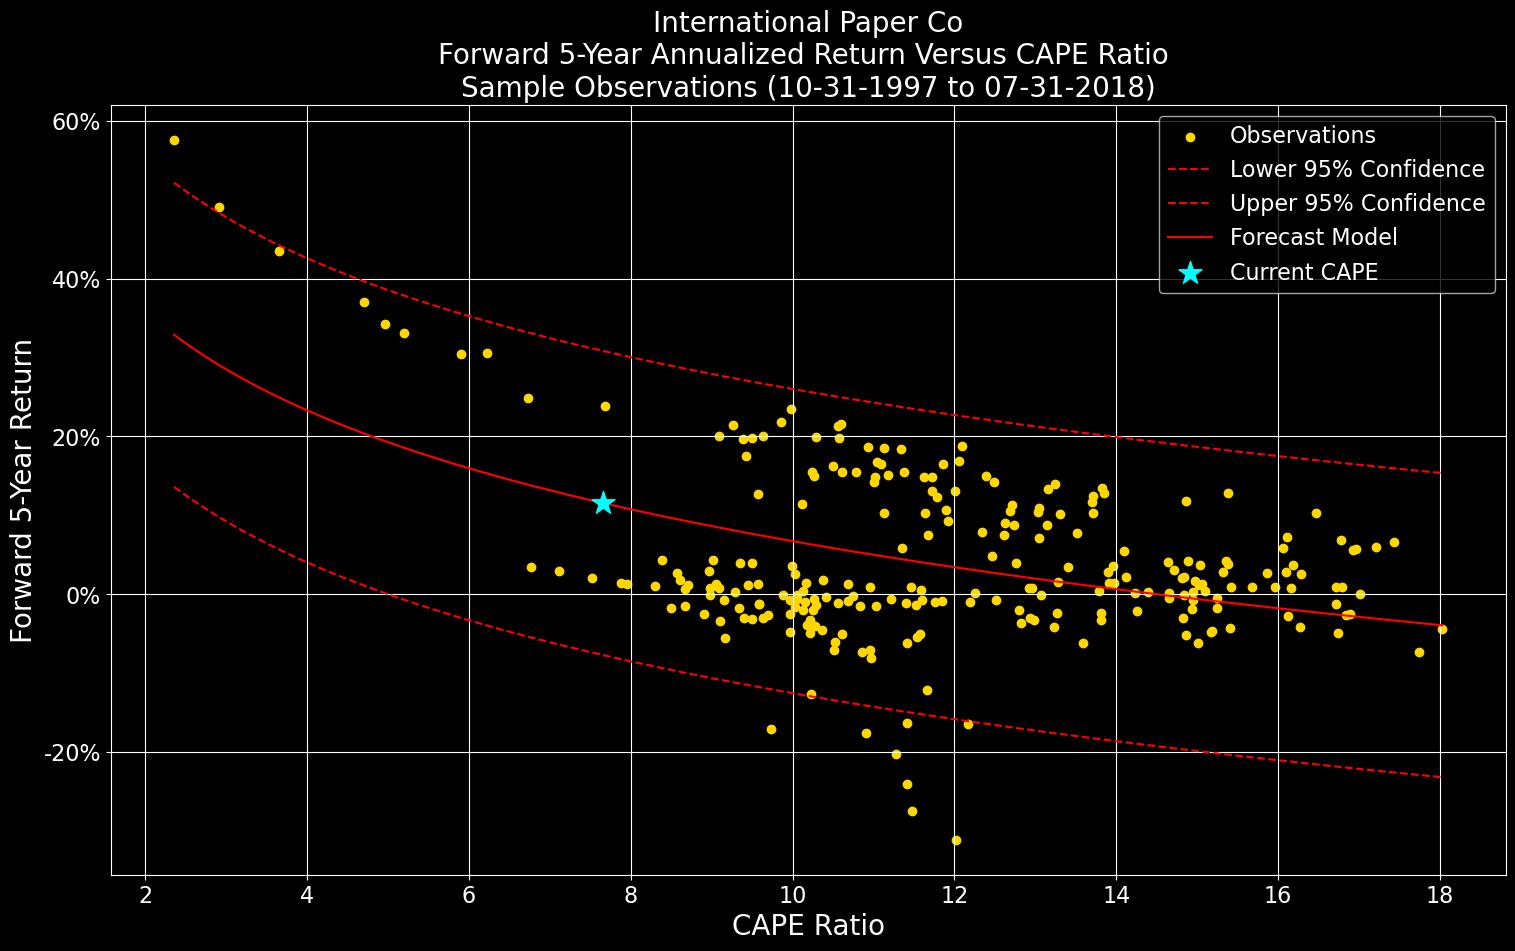 International Paper Co
Forward 5-Year Annualized Return Versus CAPE Ratio
Sample Observations (10-31-1997 to 07-31-2018)
60%
40%
20%
0%
-20%
Forward 5-Year Return
Observations
Lower 95% Confidence
Upper 95% Confidence
Forecast Model
Current CAPE
2 4 6 8 10 12 14 16 18
CAPE Ratio